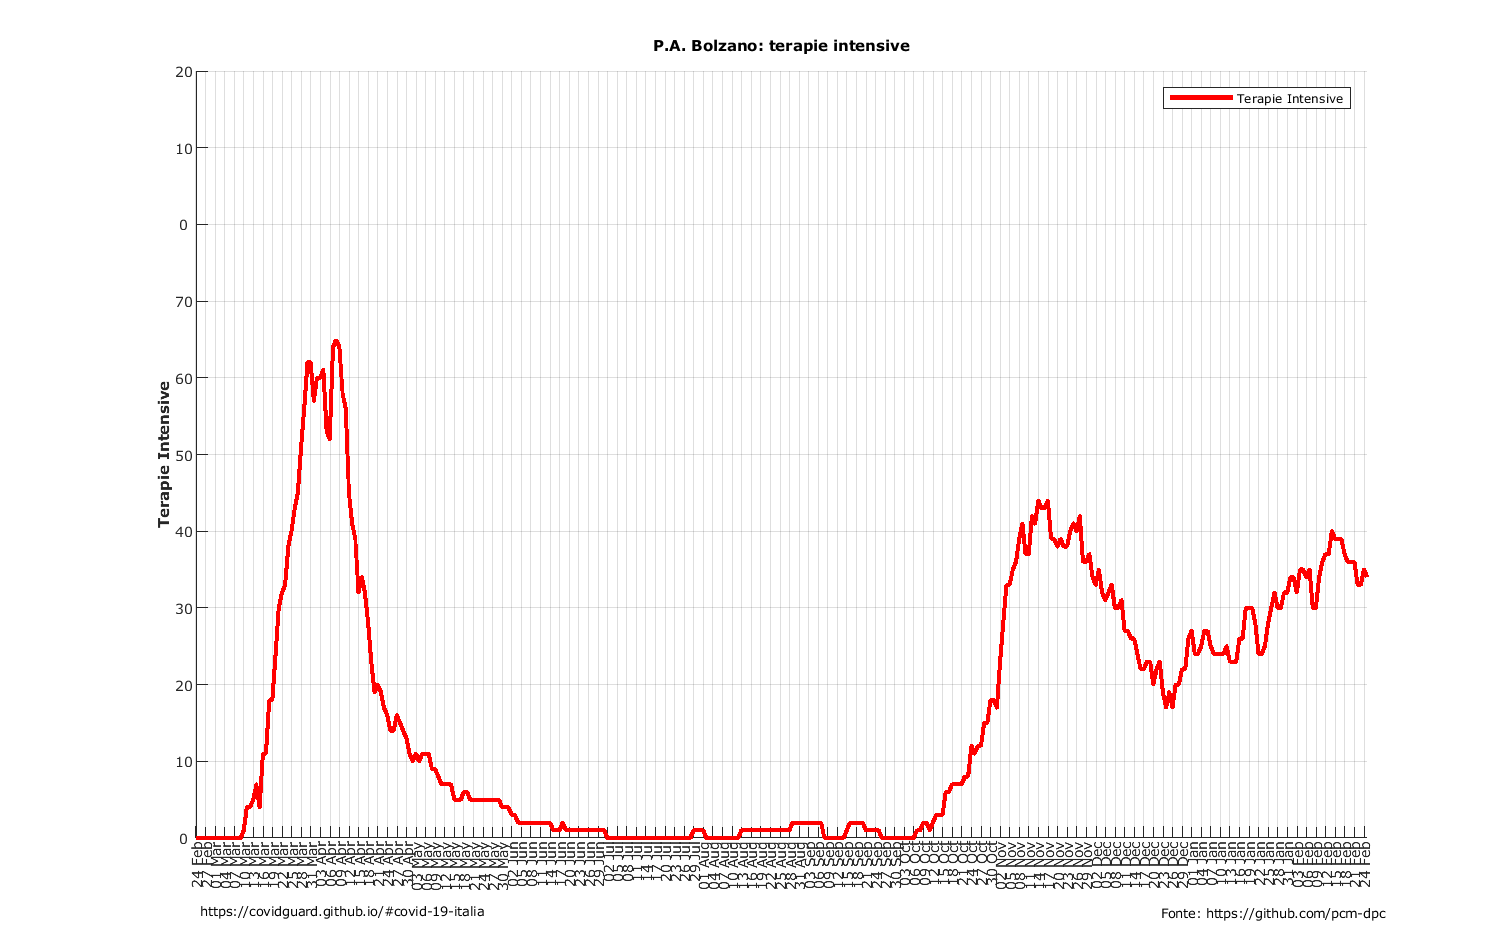 P.A. Bolzano: terapie intensive
Terapie Intensive
Terapie Intensive
20
10
0
70
60
50
40
30
20
10
0
24 Feb
27 Feb
01 Mar
04 Mar
07 Mar
10 Mar
13 Mar
16 Mar
19 Mar
22 Mar
25 Mar
28 Mar
31 Mar
03 Apr
06 Apr
09 Apr
12 Apr
15 Apr
18 Apr
21 Apr
24 Apr
27 Apr
30 Apr
03 May
06 May
09 May
12 May
15 May
18 May
21 May
24 May
27 May
30 May
02 Jun
05 Jun
08 Jun
11 Jun
14 Jun
17 Jun
20 Jun
23 Jun
26 Jun
29 Jun
02 Jul
05 Jul
08 Jul
11 Jul
14 Jul
17 Jul
20 Jul
23 Jul
26 Jul
29 Jul
01 Aug
04 Aug
07 Aug
10 Aug
13 Aug
16 Aug
19 Aug
22 Aug
25 Aug
28 Aug
31 Aug
03 Sep
06 Sep
09 Sep
12 Sep
15 Sep
18 Sep
21 Sep
24 Sep
27 Sep
30 Sep
03 Oct
06 Oct
09 Oct
12 Oct
15 Oct
18 Oct
21 Oct
24 Oct
27 Oct
30 Oct
02 Nov
05 Nov
08 Nov
11 Nov
14 Nov
17 Nov
20 Nov
23 Nov
26 Nov
29 Nov
02 Dec
05 Dec
08 Dec
11 Dec
14 Dec
17 Dec
20 Dec
23 Dec
26 Dec
29 Dec
01 Jan
04 Jan
07 Jan
10 Jan
13 Jan
16 Jan
19 Jan
22 Jan
25 Jan
28 Jan
31 Jan
03 Feb
06 Feb
09 Feb
12 Feb
15 Feb
18 Feb
21 Feb
24 Feb
https://covidguard.github.io/#covid-19-italia
Fonte: https://github.com/pcm-dpc